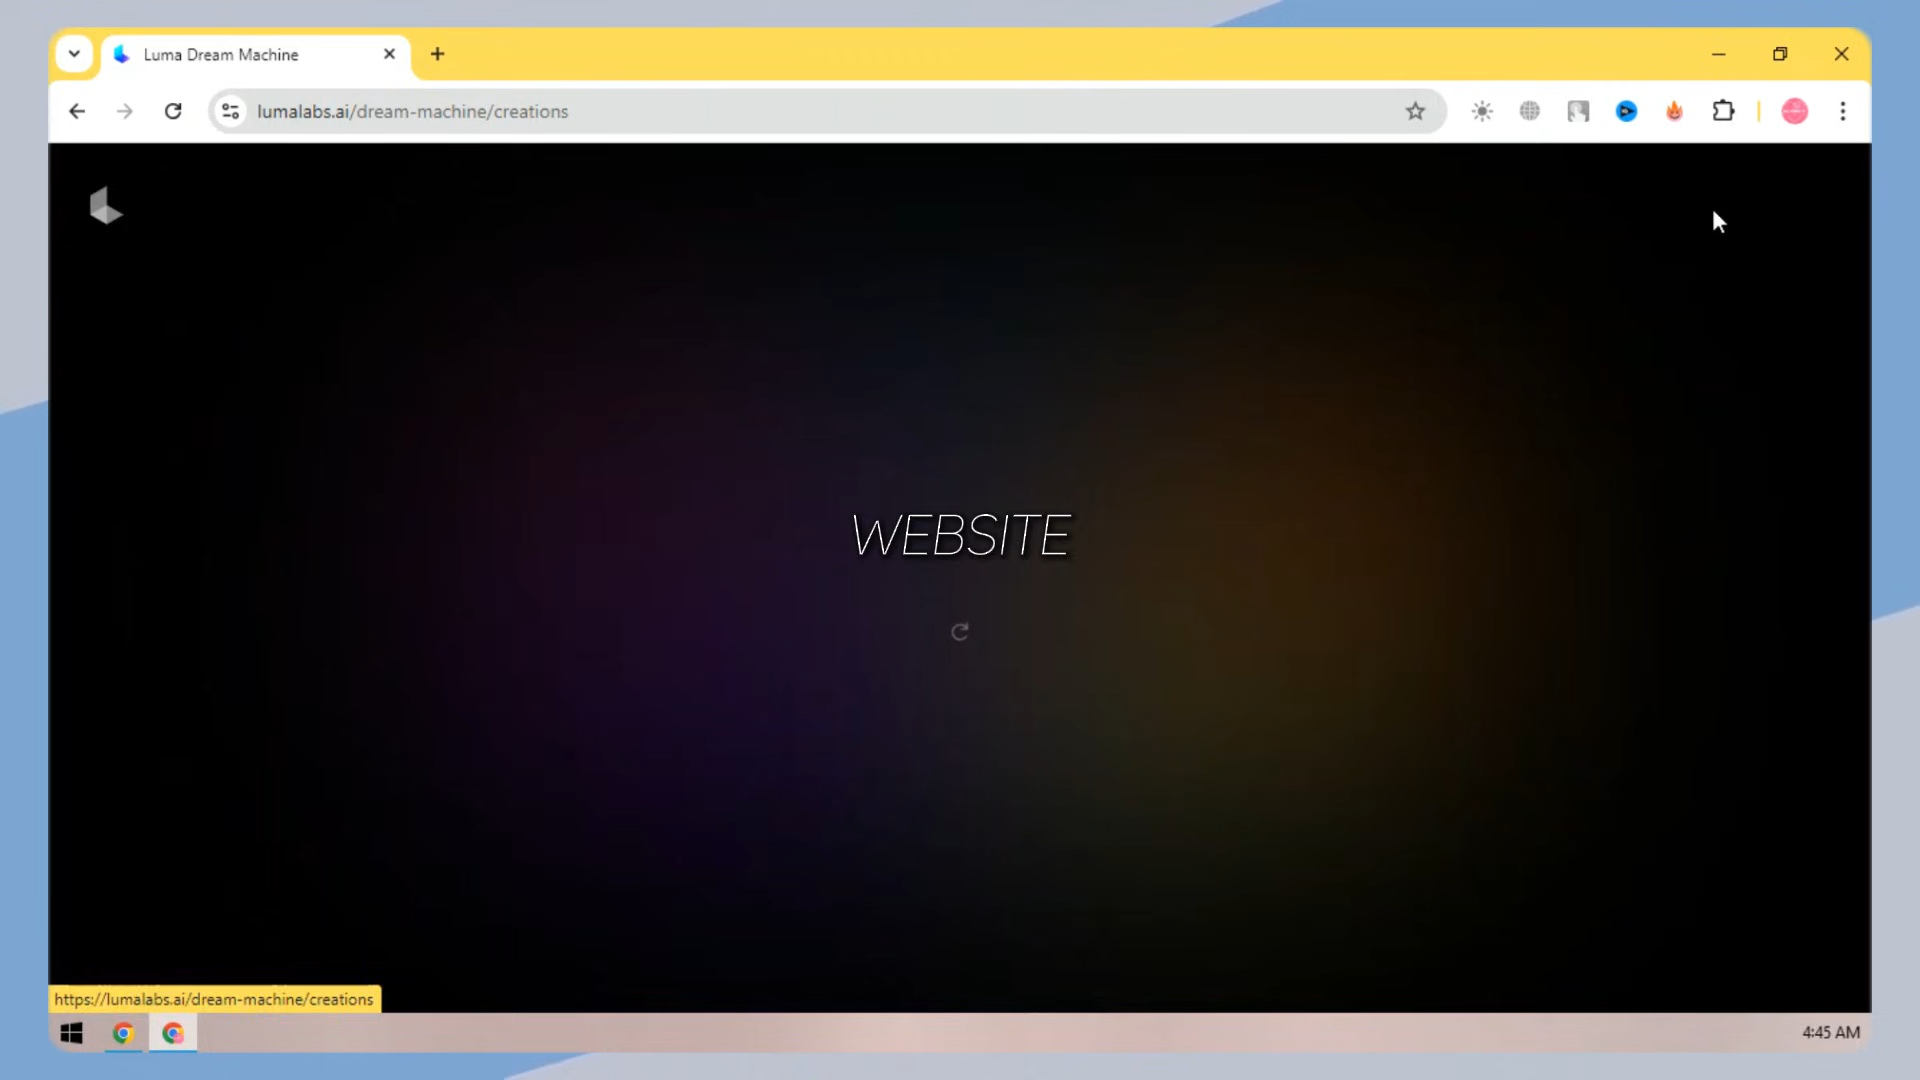 Luma Dream Machine
lumalabs.ai/dream-machine/creations
WEBSITE
https://lumalabs.ai/dream-machine/creations
4:45 AM